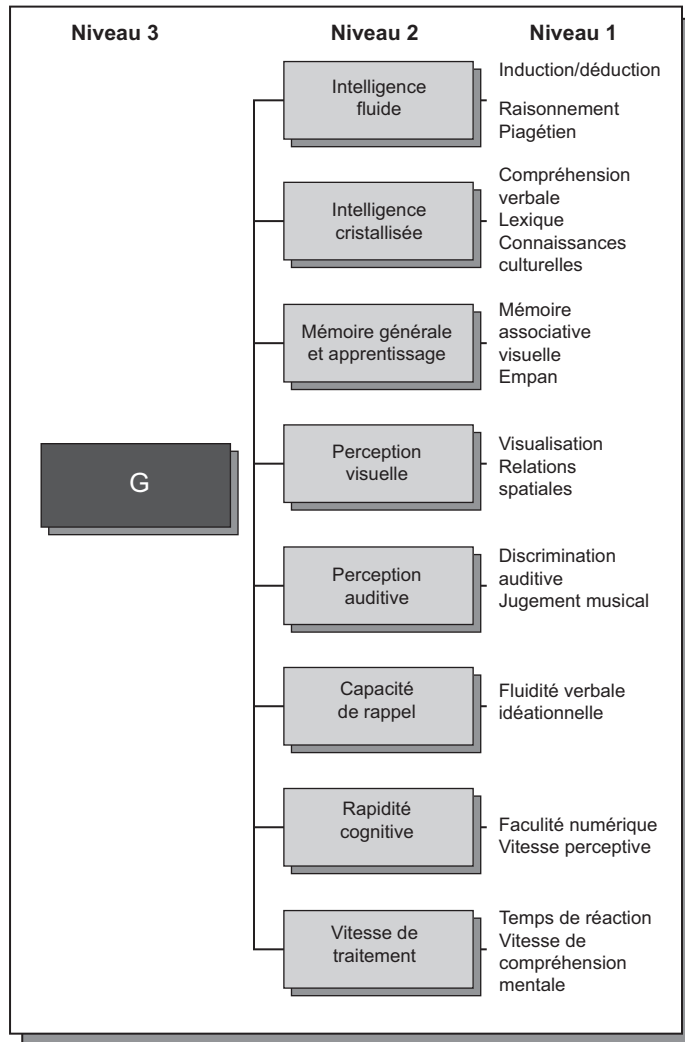 Niveau 3
Niveau 2
Niveau 1
G
Intelligence
fluide
Induction/déduction
Raisonnement
Piagétien
Intelligence
cristallisée
Compréhension
verbale
Lexique
Connaissances
culturelles
Mémoire générale
et apprentissage
Mémoire
associative
visuelle
Empan
Perception
visuelle
Visualisation
Relations
spatiales
Perception
auditive
Discrimination
auditive
Jugement musical
Capacité
de rappel
Fluidité verbale
idéationnelle
Rapidité
cognitive
Faculité numérique
Vitesse perceptive
Vitesse de
traitement
Temps de réaction
Vitesse de
compréhension
mentale